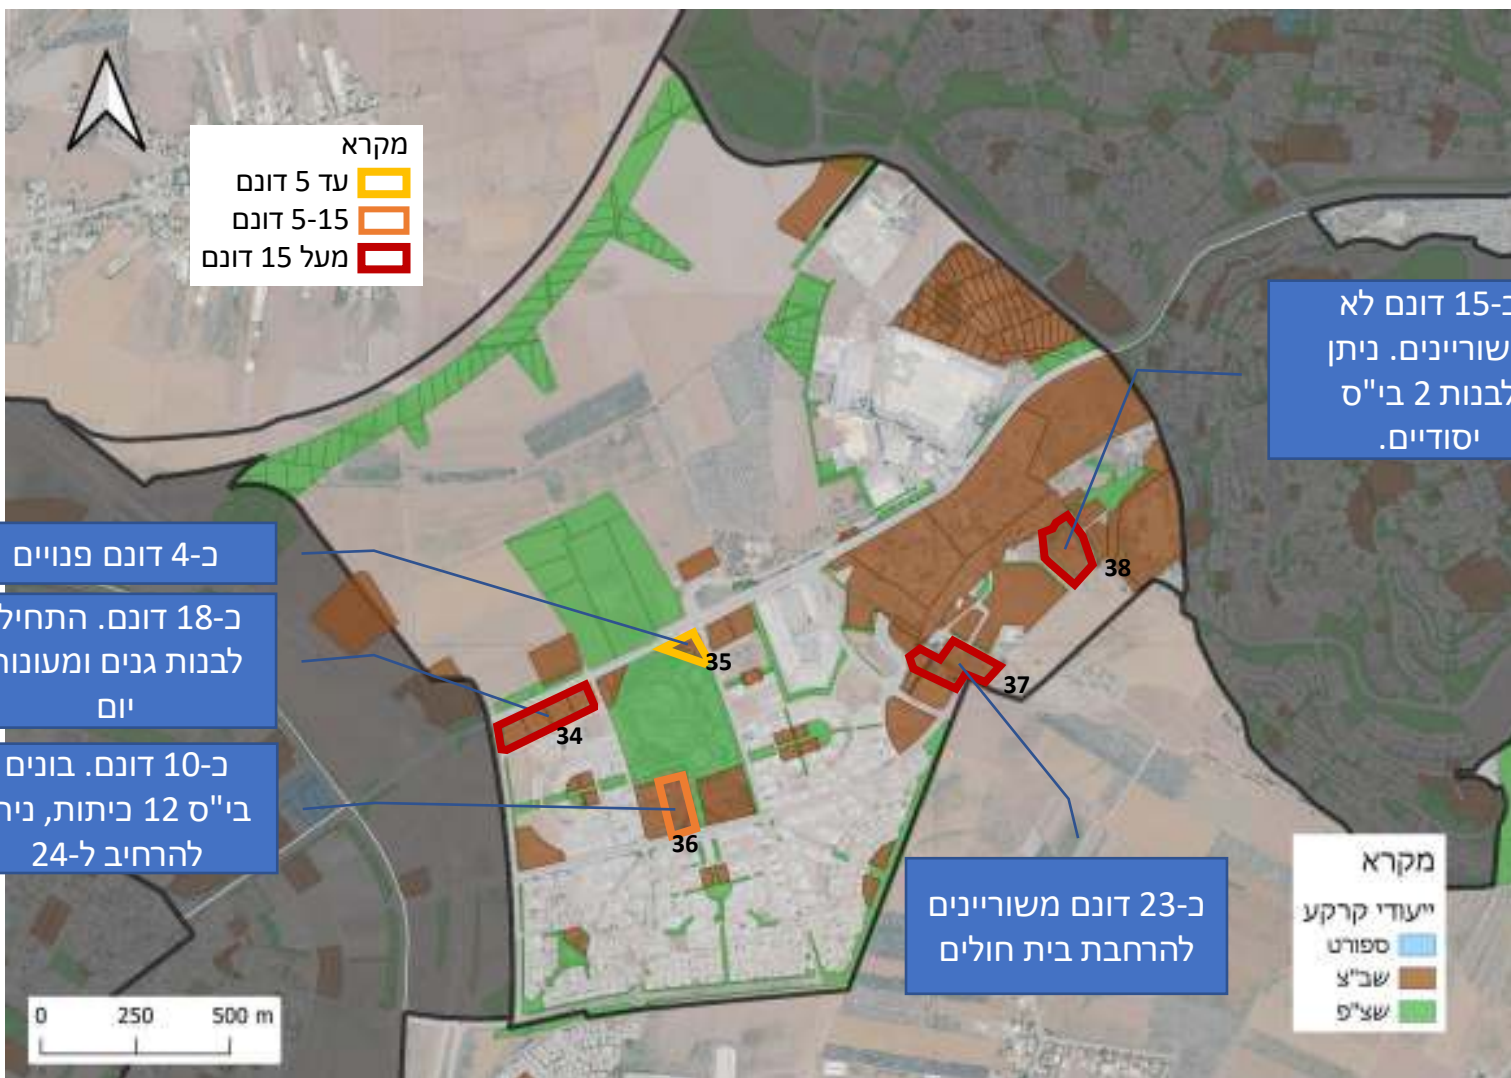 מקרא
עד 5 דונם
5-15 דונם
מעל 15 דונם
כ-15 דונם לא
שוריינים. ניתן
לבנות 2 בי"ס
יסודיים.
כ-4 דונם פנויים
כ-18 דונם. התחיל
לבנות גנים ומעונות
יום
כ-10 דונם. בונים
בי"ס 12 כיתות, ניתן
להרחיב ל-24
כ-23 דונם משוריינים
להרחבת בית חולים
38
35
37
34
36
מקרא
ייעודי קרקע
ספורט
שב"צ
שצ"פ
0 250 500 m